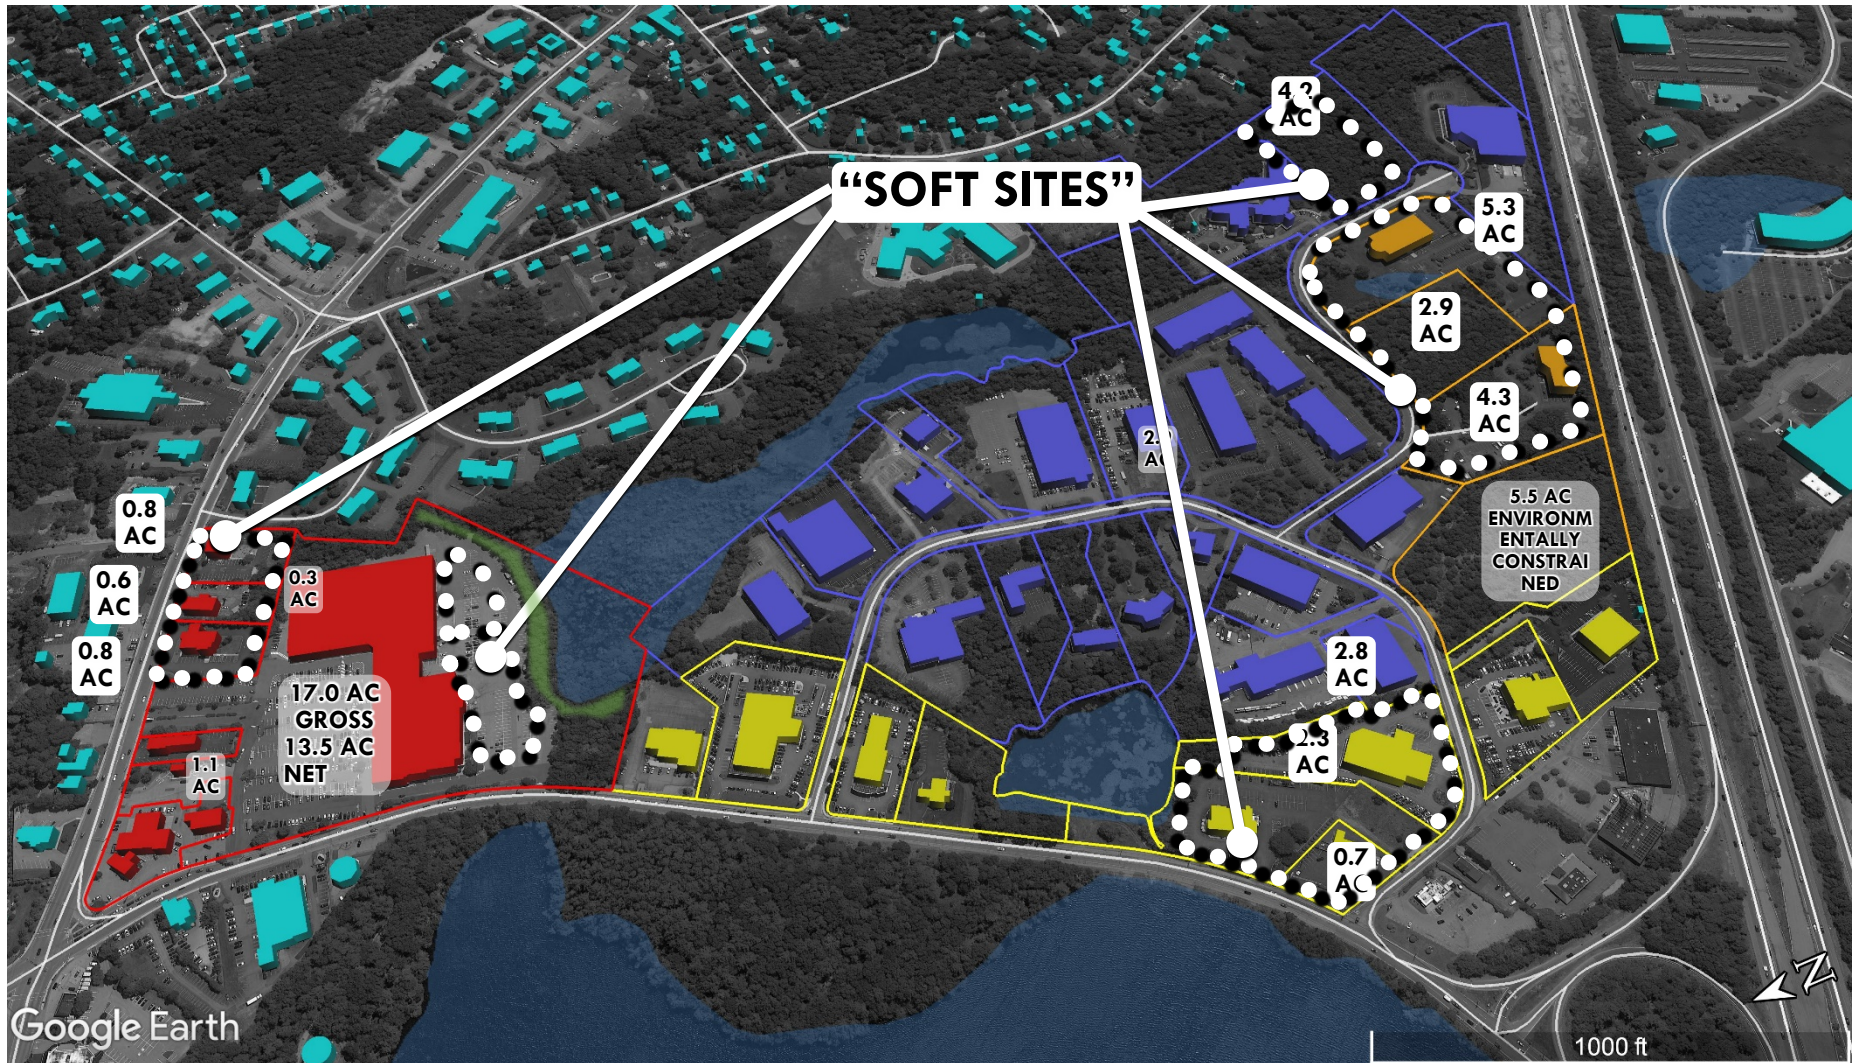 4.2
AC
"SOFT SITES"
5.3
AC
2.9
AC
4.3
AC
2.
AC
5.5 AC
ENVIRONM
ENTALLY
CONSTRAI
NED
0.8
AC
0.6
AC
0.3
AC
0.8
AC
17.0 AC
GROSS
13.5 AC
NET
1.1
AC
2.8
AC
2.3
AC
0.7
AC
N
Google Earth
1000 ft